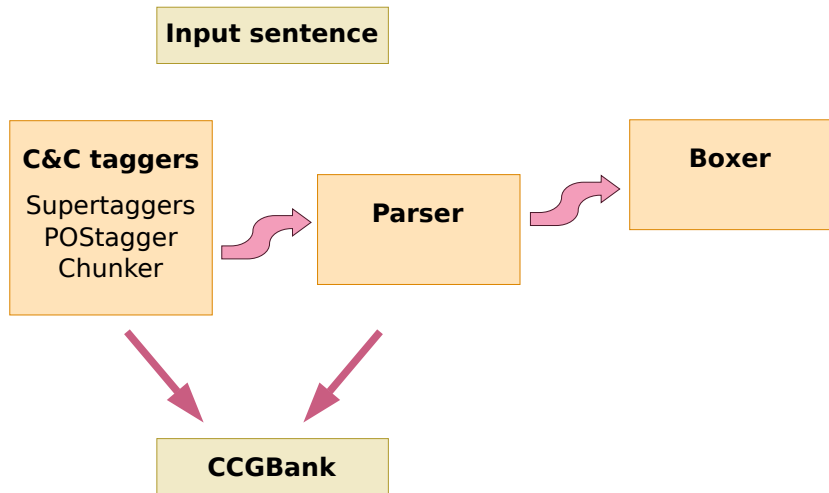 Input sentence
C&C taggers
Supertaggers
POStagger
Chunker
Parser
Boxer
CCGBank